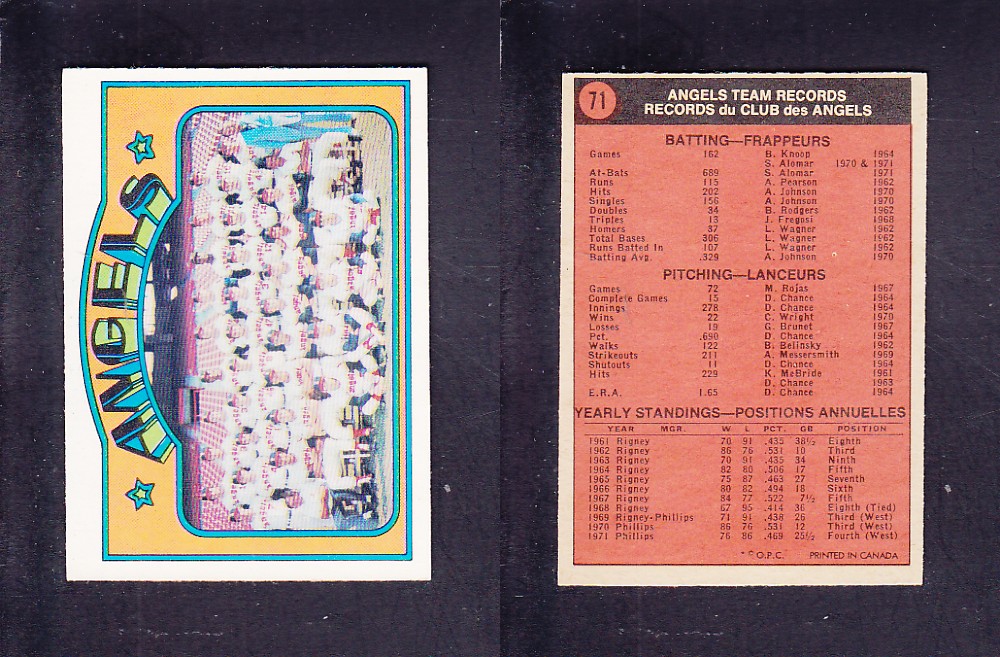 ANGELS
71
ANGELS TEAM RECORDS
RECORDS du CLUB des ANGELS
BATTING—FRAPPEURS
Games 162 B. Knoop 1964
S. Alomar 1970 & 1971
At-Bats 689 S. Alomar 1971
Runs 115 A. Pearson 1962
Hits 202 A. Johnson 1970
Singles 156 A. Johnson 1970
Doubles 34 B. Rodgers 1962
Triples 13 J. Fregosi 1968
Homers 37 L. Wagner 1962
Total Bases 306 L. Wagner 1962
Runs Batted In 107 L. Wagner 1962
Batting Avg. .329 A. Johnson 1970
PITCHING—LANCEURS
Games 72 M. Rojas 1967
Complete Games 15 D. Chance 1964
Innings 278 D. Chance 1964
Wins 22 C. Wright 1970
Losses 19 G. Brunet 1967
Pct. .690 D. Chance 1964
Walks 122 B. Belinsky 1962
Strikeouts 211 A. Messersmith 1969
Shutouts 11 D. Chance 1964
Hits 229 K. McBride 1961
D. Chance 1963
E.R.A. 1.65 D. Chance 1964
YEARLY STANDINGS—POSITIONS ANNUELLES
YEAR MGR. W L PCT. GB POSITION
1961 Rigney 70 91 .435 38½ Eighth
1962 Rigney 86 76 .531 10 Third
1963 Rigney 70 91 .435 34 Ninth
1964 Rigney 82 80 .506 17 Fifth
1965 Rigney 75 87 .463 27 Seventh
1966 Rigney 80 82 .494 18 Sixth
1967 Rigney 84 77 .522 7½ Fifth
1968 Rigney 67 95 .414 36 Eighth (Tied)
1969 Rigney-Phillips 71 91 .438 26 Third (West)
1970 Phillips 86 76 .531 12 Third (West)
1971 Phillips 76 86 .469 25½ Fourth (West)
O.P.C. PRINTED IN CANADA